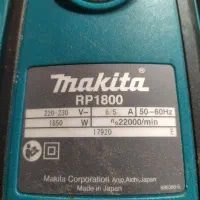 makita
RP1800
220-230 V~ 8.5 A 50-60Hz
1850 W n₀22000/min
17920 E
Makita Corporation Anjo, Aichi, Japan
Made in Japan